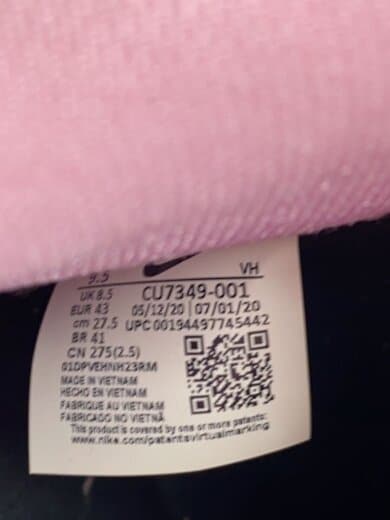 9.5 VH
UK 8.5 CU7349-001
EUR 43 05/12/20 07/01/20
cm 27.5 UPC 00194497745442
BR 41
CN 275(2.5)
01DPVEHNH23RM
MADE IN VIETNAM
HECHO EN VIETNAM
FABRIQUE AU VIETNAM
FABRICADO NO VIETNÃ
This product is covered by one or more patents:
www.nike.com/patentsvirtualmarking